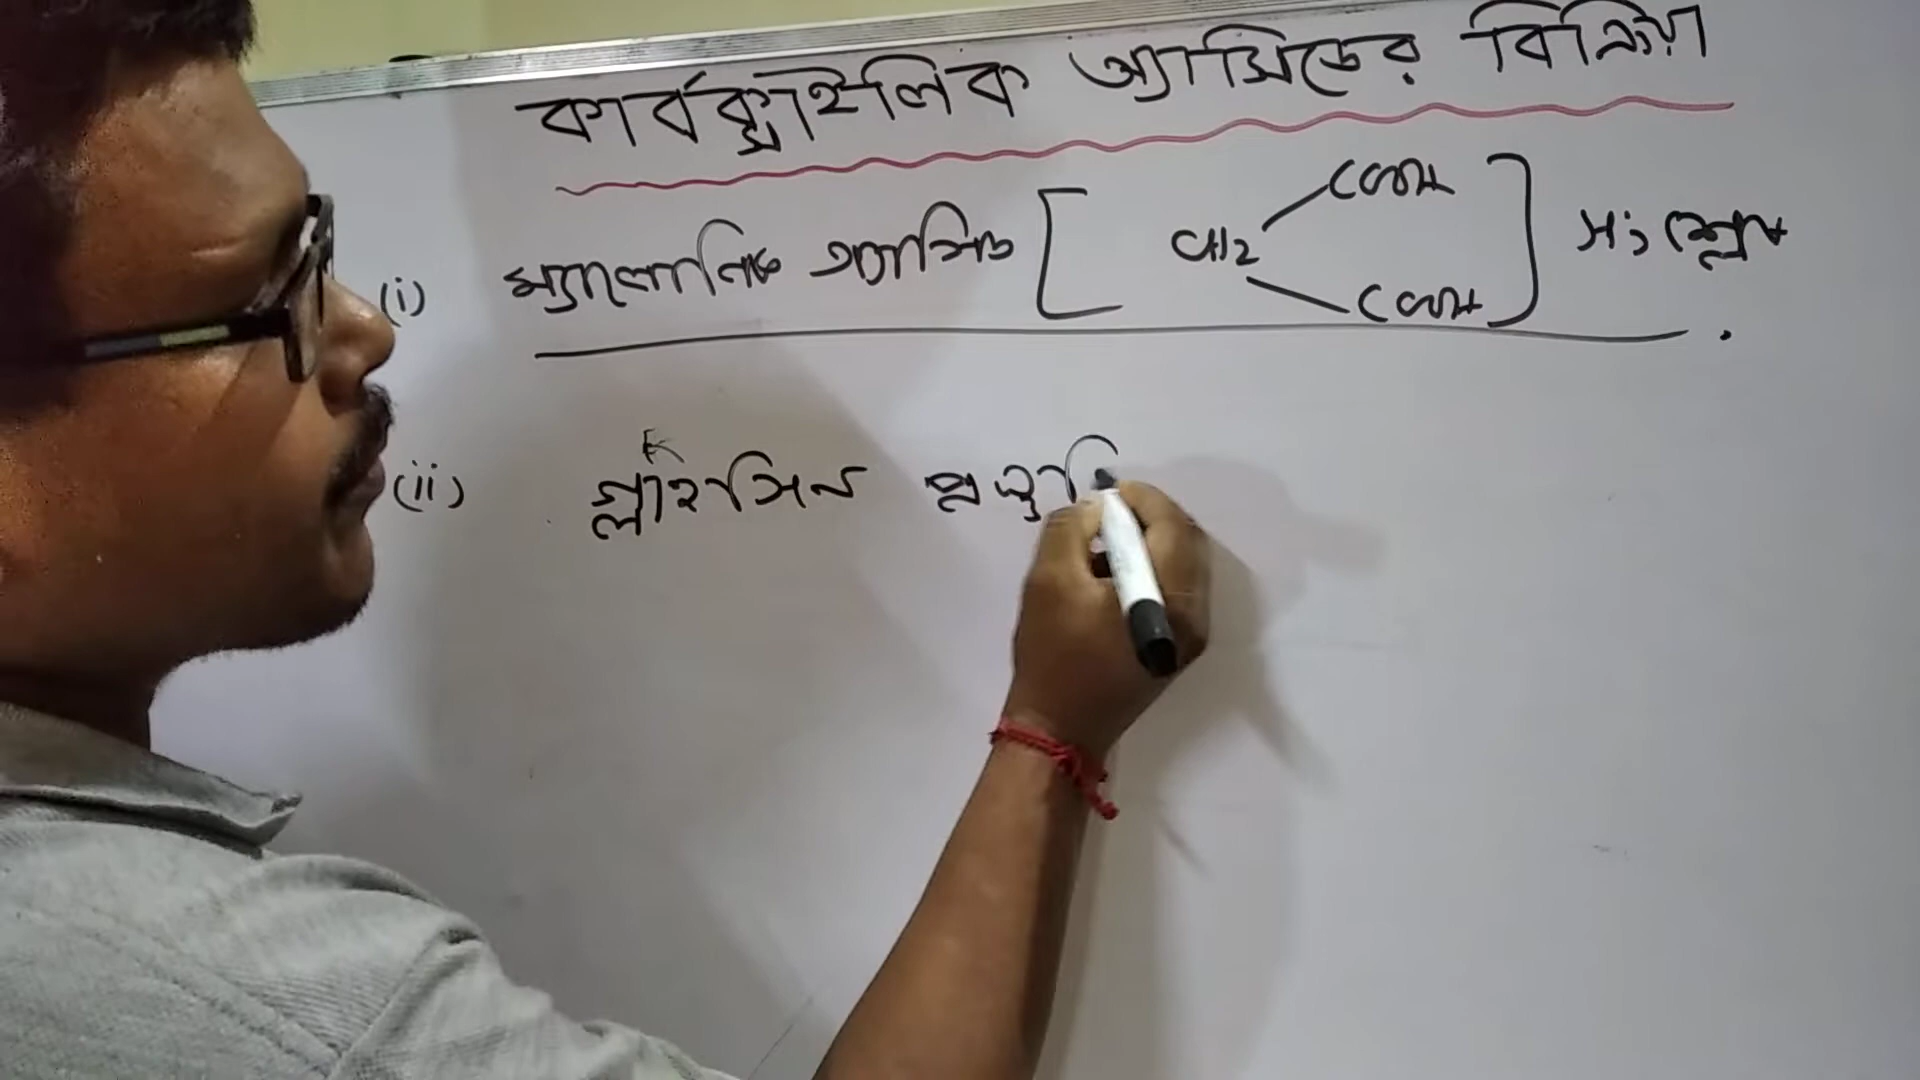 কার্বক্সাইলিক অ্যাসিডের বিক্রিয়া
(i) ম্যালোনিক অ্যাসিড [ CH2 COOH COOH ] সংশ্লেষ
(ii) গ্লাইসিন প্রস্তুতি